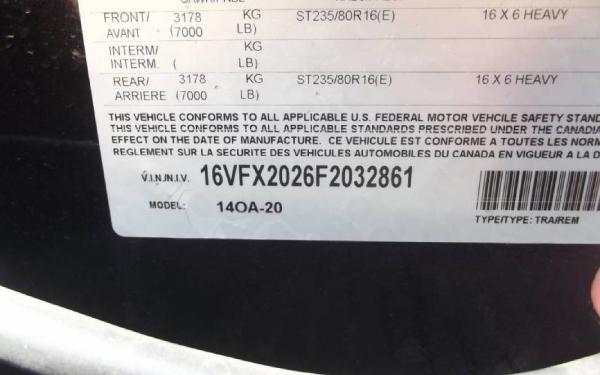 FRONT/ 3178 KG ST235/80R16(E) 16 X 6 HEAVY
AVANT (7000 LB)
INTERM/ KG
INTERM. ( LB)
REAR/ 3178 KG ST235/80R16(E) 16 X 6 HEAVY
ARRIERE (7000 LB)
THIS VEHICLE CONFORMS TO ALL APPLICABLE U.S. FEDERAL MOTOR VEHCILE SAFETY STAND
THIS VEHICLE CONFORMS TO ALL APPLICABLE STANDARDS PRESCRIBED UNDER THE CANADIA
EFFECT ON THE DATE OF MANUFACTURE. CE VEHICULE EST CONFORME A TOUTES LES NORM
REGLEMENT SUR LA SECURITE DES VEHICULES AUTOMOBILES DU CANADA EN VIGUEUR A LA D
V.I.N./N.I.V. 16VFX2026F2032861
MODEL: 14OA-20
TYPE/TYPE: TRA/REM